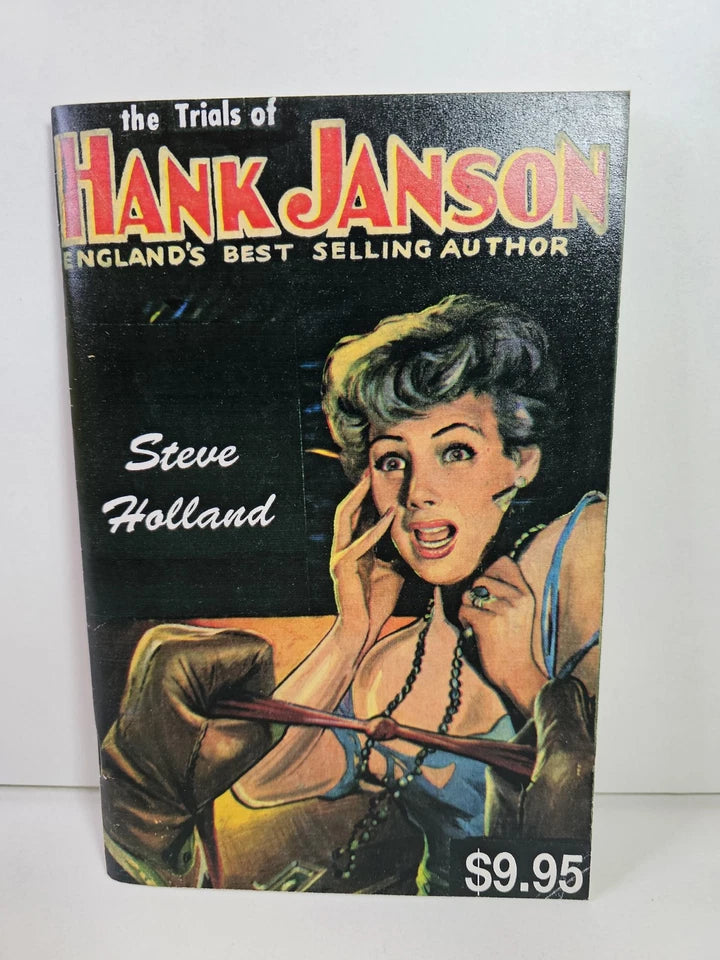 the Trials of
HANK JANSON
ENGLAND'S BEST SELLING AUTHOR
Steve
Holland
$9.95